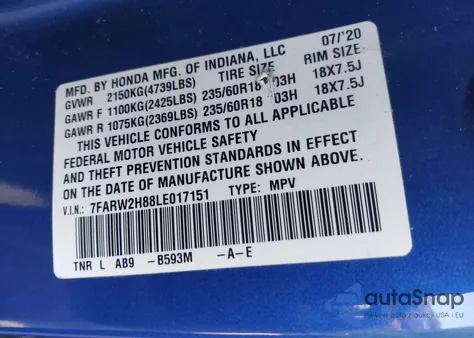 MFD. BY HONDA MFG. OF INDIANA, LLC 07/'20
GVWR 2150KG(4739LBS) TIRE SIZE RIM SIZE
GAWR F 1100KG(2425LBS) 235/60R18 03H 18X7.5J
GAWR R 1075KG(2369LBS) 235/60R18 103H 18X7.5J
THIS VEHICLE CONFORMS TO ALL APPLICABLE
FEDERAL MOTOR VEHICLE SAFETY
AND THEFT PREVENTION STANDARDS IN EFFECT
ON THE DATE OF MANUFACTURE SHOWN ABOVE.
V.I.N.: 7FARW2H88LE017151 TYPE: MPV
TNR L AB9 -B593M -A-E
autoSnap